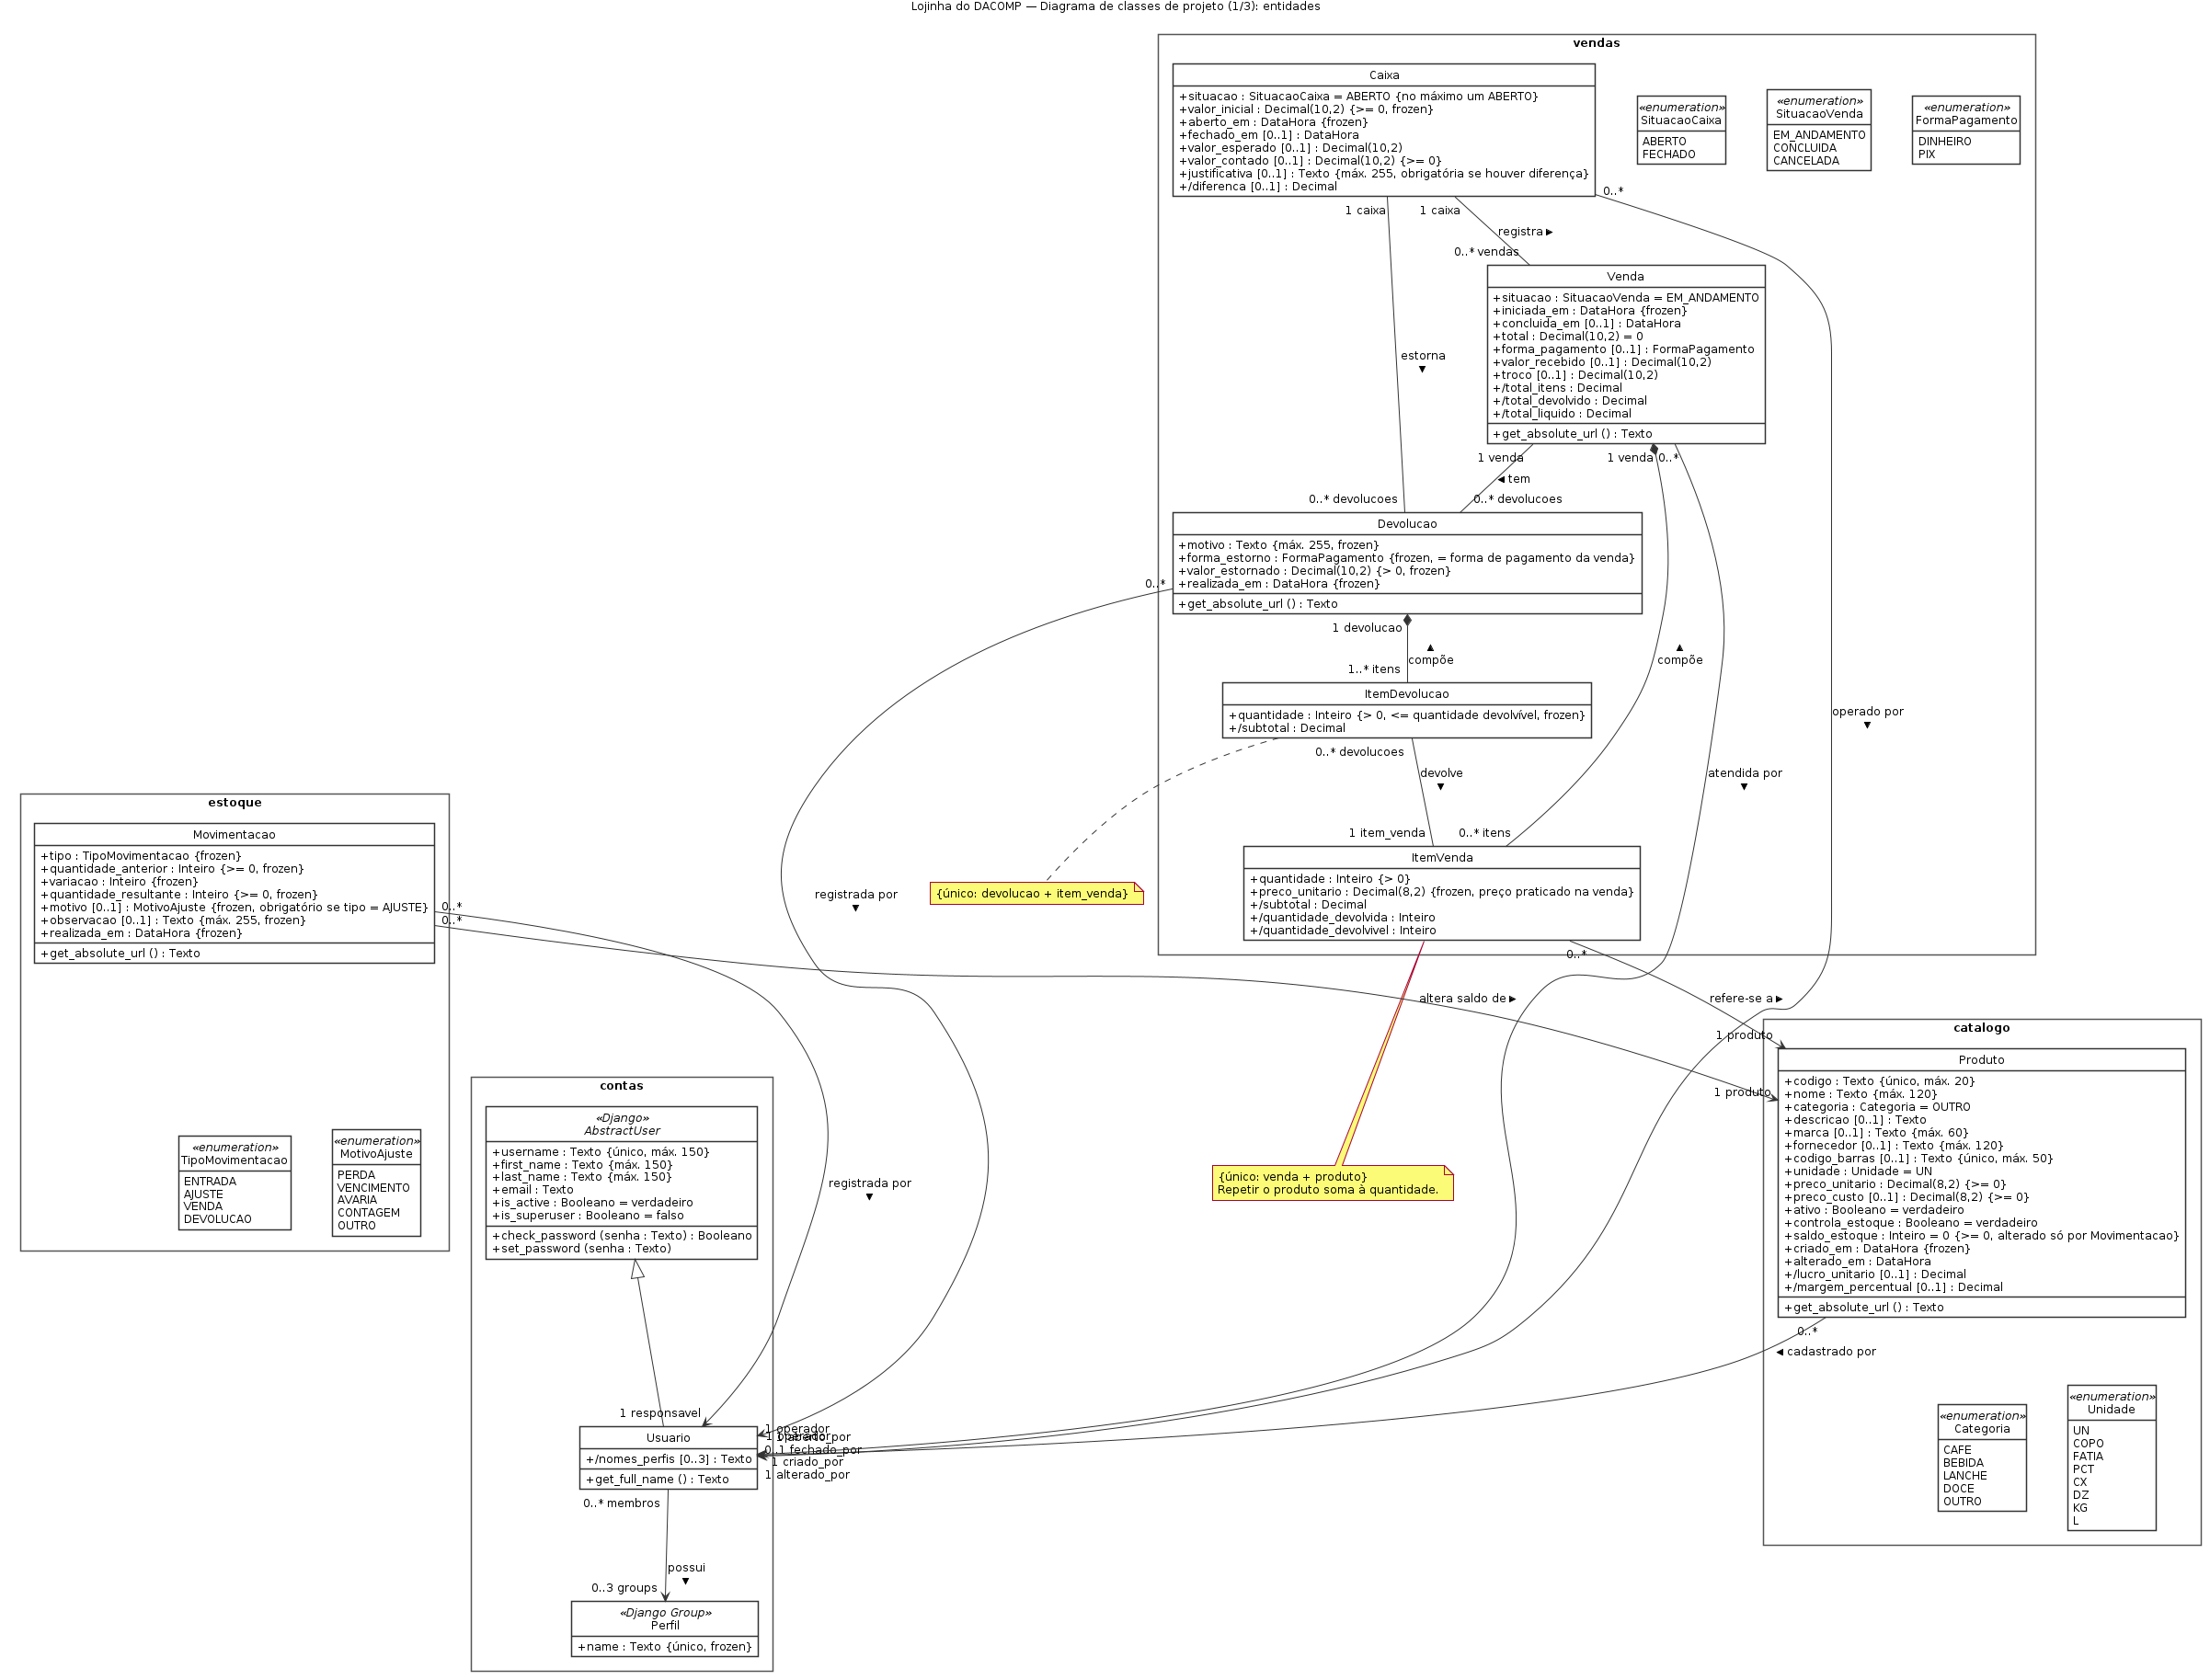 Lojinha do DACOMP — Diagrama de classes de projeto (1/3): entidades
vendas
Caixa
+situacao : SituacaoCaixa = ABERTO {no máximo um ABERTO}
+valor_inicial : Decimal(10,2) {>= 0, frozen}
+aberto_em : DataHora {frozen}
+fechado_em [0..1] : DataHora
+valor_esperado [0..1] : Decimal(10,2)
+valor_contado [0..1] : Decimal(10,2) {>= 0}
+justificativa [0..1] : Texto {máx. 255, obrigatória se houver diferença}
+/diferenca [0..1] : Decimal
«enumeration»
SituacaoCaixa
ABERTO
FECHADO
«enumeration»
SituacaoVenda
EM_ANDAMENTO
CONCLUIDA
CANCELADA
«enumeration»
FormaPagamento
DINHEIRO
PIX
0..*
1 caixa
1 caixa
registra ►
0..* vendas
Venda
+situacao : SituacaoVenda = EM_ANDAMENTO
+iniciada_em : DataHora {frozen}
+concluida_em [0..1] : DataHora
+total : Decimal(10,2) = 0
+forma_pagamento [0..1] : FormaPagamento
+valor_recebido [0..1] : Decimal(10,2)
+troco [0..1] : Decimal(10,2)
+/total_itens : Decimal
+/total_devolvido : Decimal
+/total_liquido : Decimal
+get_absolute_url () : Texto
estorna
▼
1 venda
1 venda
0..*
◄ tem
0..* devolucoes
0..* devolucoes
Devolucao
+motivo : Texto {máx. 255, frozen}
+forma_estorno : FormaPagamento {frozen, = forma de pagamento da venda}
+valor_estornado : Decimal(10,2) {> 0, frozen}
+realizada_em : DataHora {frozen}
+get_absolute_url () : Texto
0..*
1 devolucao
▲
compõe
▲
compõe
1..* itens
ItemDevolucao
+quantidade : Inteiro {> 0, <= quantidade devolvível, frozen}
+/subtotal : Decimal
operado por
▼
0..* devolucoes
devolve
▼
atendida por
▼
1 item_venda
0..* itens
ItemVenda
+quantidade : Inteiro {> 0}
+preco_unitario : Decimal(8,2) {frozen, preço praticado na venda}
+/subtotal : Decimal
+/quantidade_devolvida : Inteiro
+/quantidade_devolvivel : Inteiro
{único: devolucao + item_venda}
registrada por
▼
estoque
Movimentacao
+tipo : TipoMovimentacao {frozen}
+quantidade_anterior : Inteiro {>= 0, frozen}
+variacao : Inteiro {frozen}
+quantidade_resultante : Inteiro {>= 0, frozen}
+motivo [0..1] : MotivoAjuste {frozen, obrigatório se tipo = AJUSTE}
+observacao [0..1] : Texto {máx. 255, frozen}
+realizada_em : DataHora {frozen}
+get_absolute_url () : Texto
0..*
0..*
«enumeration»
TipoMovimentacao
ENTRADA
AJUSTE
VENDA
DEVOLUCAO
«enumeration»
MotivoAjuste
PERDA
VENCIMENTO
AVARIA
CONTAGEM
OUTRO
0..*
altera saldo de ►
refere-se a ►
1 produto
1 produto
catalogo
Produto
+codigo : Texto {único, máx. 20}
+nome : Texto {máx. 120}
+categoria : Categoria = OUTRO
+descricao [0..1] : Texto
+marca [0..1] : Texto {máx. 60}
+fornecedor [0..1] : Texto {máx. 120}
+codigo_barras [0..1] : Texto {único, máx. 50}
+unidade : Unidade = UN
+preco_unitario : Decimal(8,2) {>= 0}
+preco_custo [0..1] : Decimal(8,2) {>= 0}
+ativo : Booleano = verdadeiro
+controla_estoque : Booleano = verdadeiro
+saldo_estoque : Inteiro = 0 {>= 0, alterado só por Movimentacao}
+criado_em : DataHora {frozen}
+alterado_em : DataHora
+/lucro_unitario [0..1] : Decimal
+/margem_percentual [0..1] : Decimal
+get_absolute_url () : Texto
0..*
◄ cadastrado por
«enumeration»
Categoria
CAFE
BEBIDA
LANCHE
DOCE
OUTRO
«enumeration»
Unidade
UN
COPO
FATIA
PCT
CX
DZ
KG
L
{único: venda + produto}
Repetir o produto soma à quantidade.
contas
«Django»
AbstractUser
+username : Texto {único, máx. 150}
+first_name : Texto {máx. 150}
+last_name : Texto {máx. 150}
+email : Texto
+is_active : Booleano = verdadeiro
+is_superuser : Booleano = falso
+check_password (senha : Texto) : Booleano
+set_password (senha : Texto)
registrada por
▼
1 responsavel
1 operador
1 operador
1 aberto_por
0..1 fechado_por
1 criado_por
1 alterado_por
Usuario
+/nomes_perfis [0..3] : Texto
+get_full_name () : Texto
0..* membros
possui
▼
0..3 groups
«Django Group»
Perfil
+name : Texto {único, frozen}